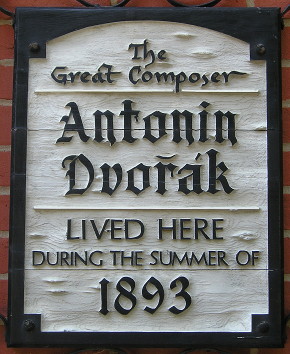 The
Great Composer
Antonin
Dvořák
LIVED HERE
DURING THE SUMMER OF
1893